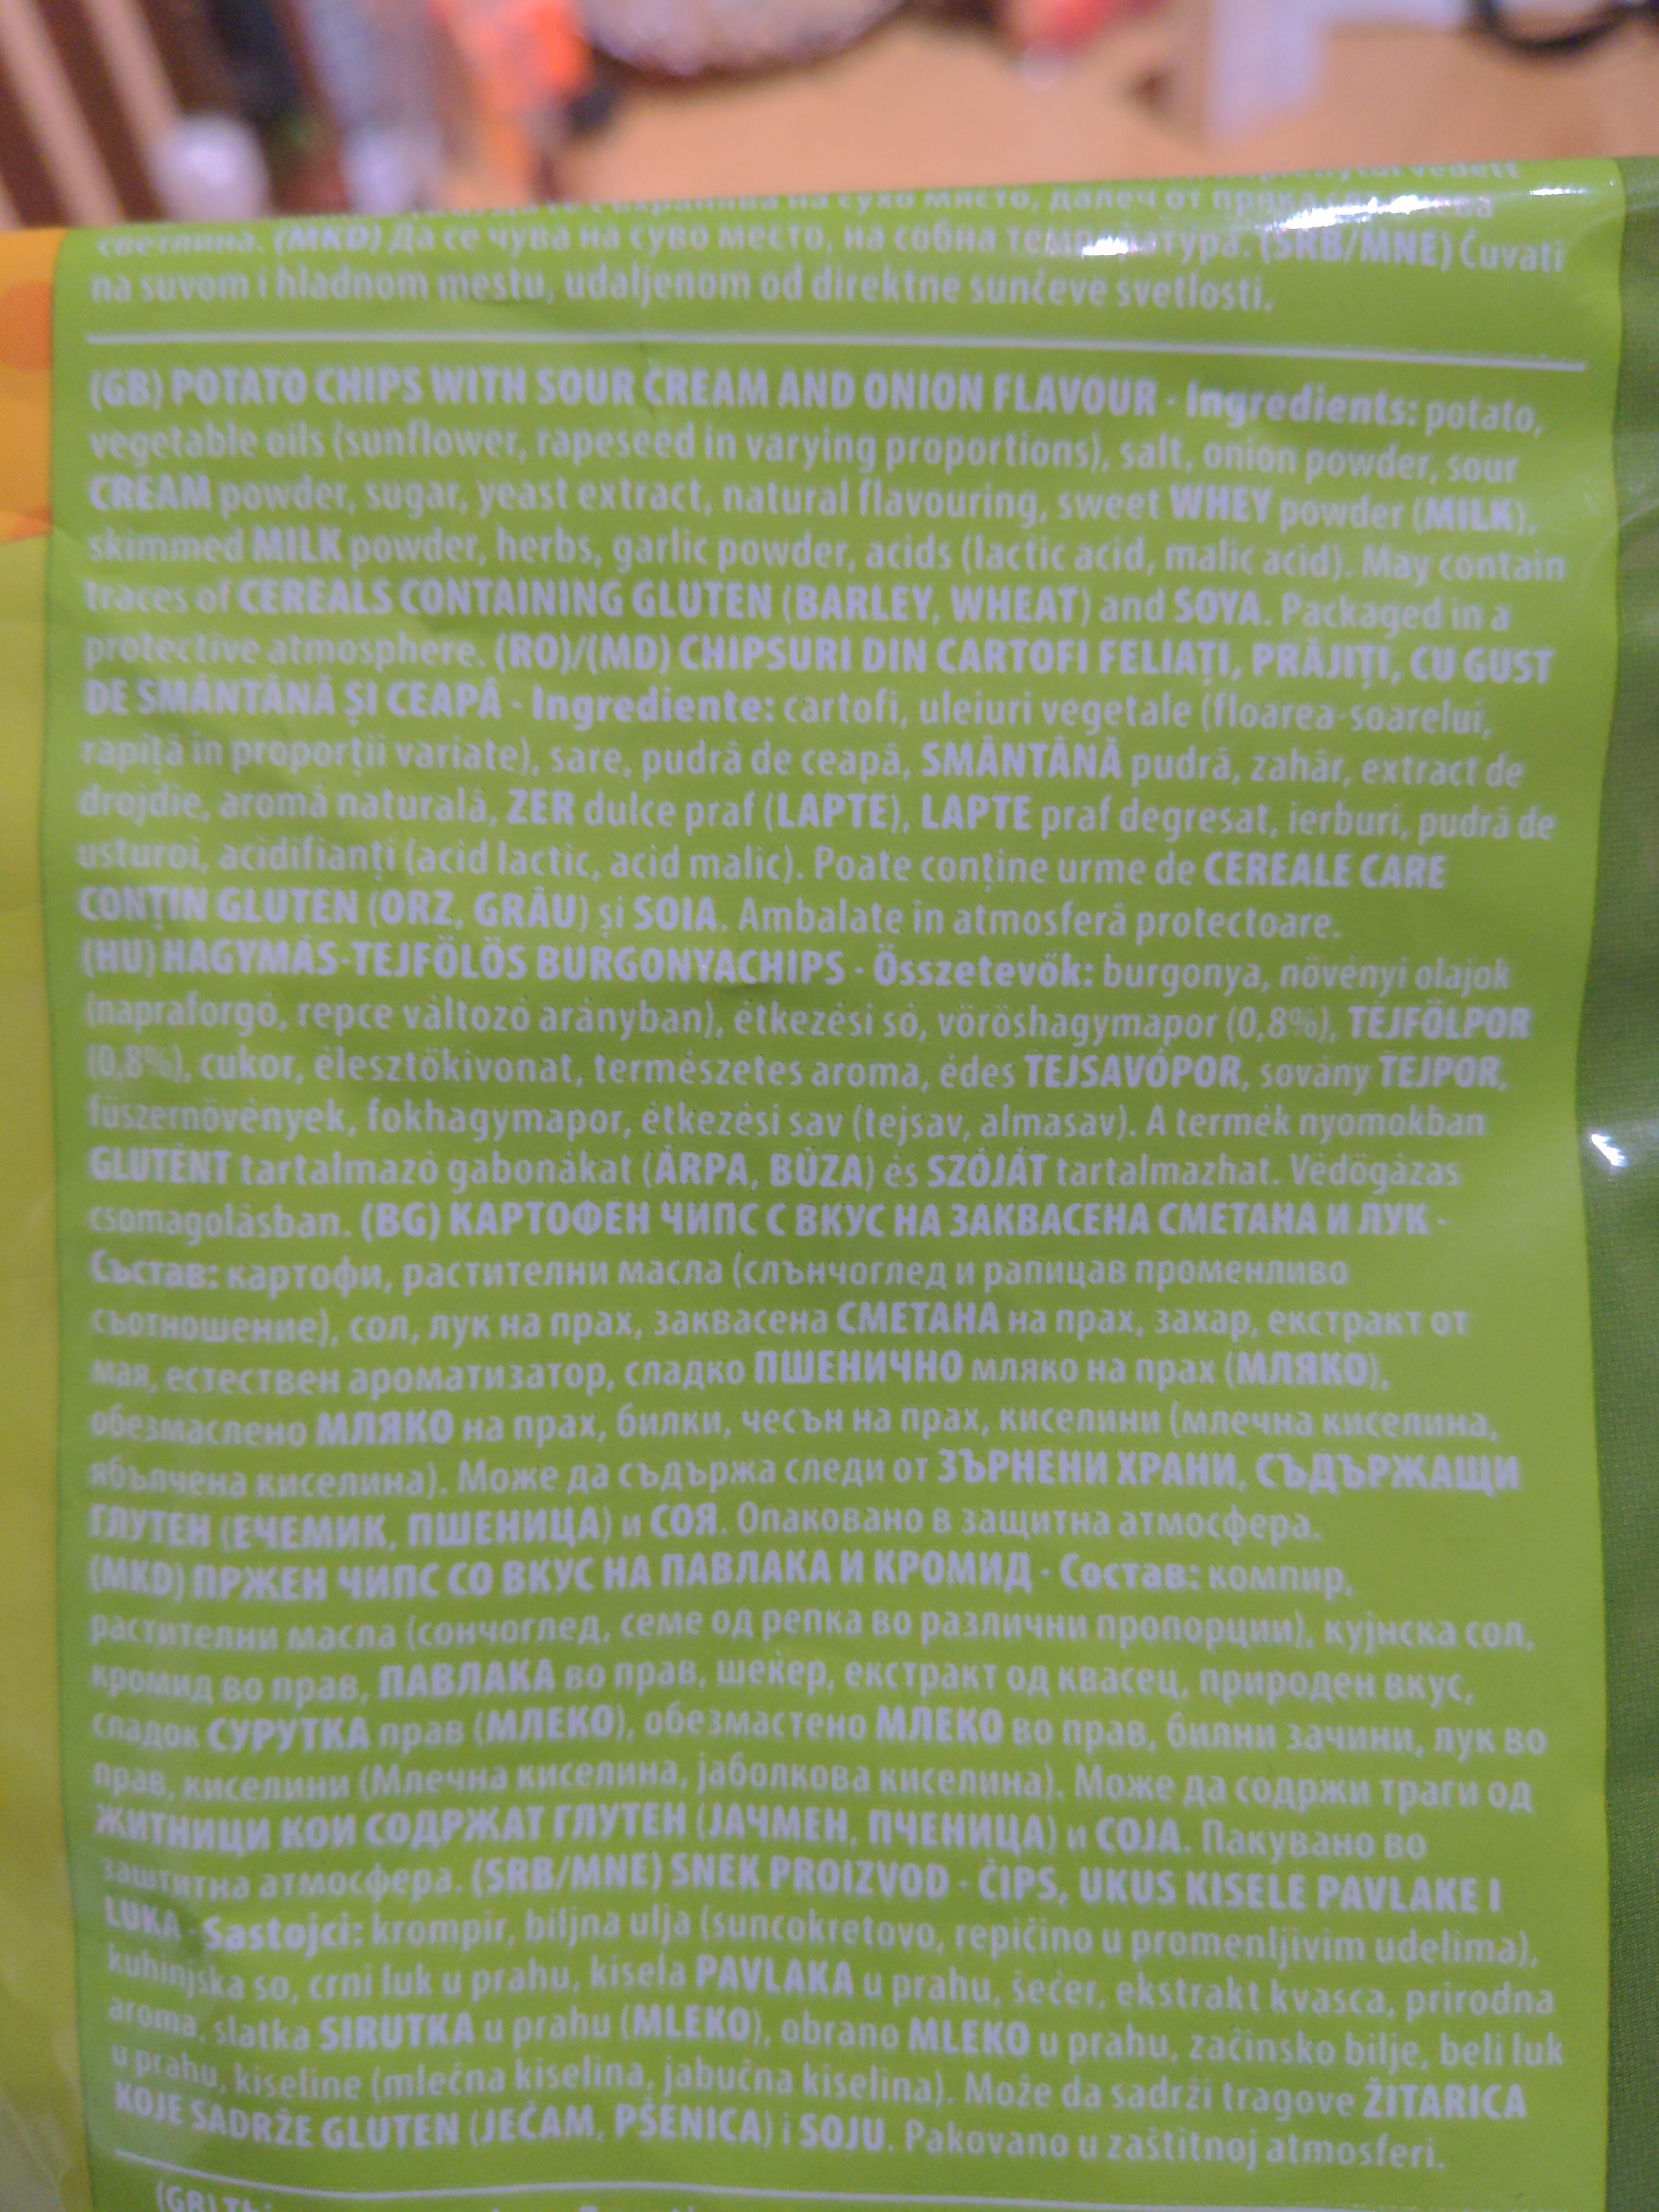 на сухо място, далеч от
светлина. (MKD) Да се чува на суво место, на собна температура. (SRB/MNE) Čuvati
na suvom i hladnom mestu, udaljenom od direktne sunčeve svetlosti.
(GB) POTATO CHIPS WITH SOUR CREAM AND ONION FLAVOUR - Ingredients: potato,
vegetable oils (sunflower, rapeseed in varying proportions), salt, onion powder, sour
CREAM powder, sugar, yeast extract, natural flavouring, sweet WHEY powder (MILK),
skimmed MILK powder, herbs, garlic powder, acids (lactic acid, malic acid). May contain
traces of CEREALS CONTAINING GLUTEN (BARLEY, WHEAT) and SOYA. Packaged in a
protective atmosphere. (RO)/(MD) CHIPSURI DIN CARTOFI FELIAȚI, PRĂJIȚI, CU GUST
DE SMÂNTÂNĂ ȘI CEAPĂ - Ingrediente: cartofi, uleiuri vegetale (floarea-soarelui,
rapiță în proporții variate), sare, pudră de ceapă, SMÂNTÂNĂ pudră, zahăr, extract de
drojdie, aromă naturală, ZER dulce praf (LAPTE), LAPTE praf degresat, ierburi, pudră de
usturoi, acidifianți (acid lactic, acid malic). Poate conține urme de CEREALE CARE
CONȚIN GLUTEN (ORZ, GRÂU) și SOIA. Ambalate în atmosferă protectoare.
(HU) HAGYMÁS-TEJFÖLÖS BURGONYACHIPS - Összetevők: burgonya, növényi olajok
(napraforgó, repce változó arányban), étkezési só, vöröshagymapor (0,8%), TEJFÖLPOR
(0,8%), cukor, élesztőkivonat, természetes aroma, édes TEJSAVÓPOR, sovány TEJPOR,
fűszernövények, fokhagymapor, étkezési sav (tejsav, almasav). A termék nyomokban
GLUTÉNT tartalmazó gabonákat (ÁRPA, BÚZA) és SZÓJÁT tartalmazhat. Védőgázas
csomagolásban. (BG) КАРТОФЕН ЧИПС С ВКУС НА ЗАКВАСЕНА СМЕТАНА И ЛУК -
Състав: картофи, растителни масла (слънчоглед и рапицав променливо
съотношение), сол, лук на прах, заквасена СМЕТАНА на прах, захар, екстракт от
мая, естествен ароматизатор, сладко ПШЕНИЧНО мляко на прах (МЛЯКО),
обезмаслено МЛЯКО на прах, билки, чесън на прах, киселини (млечна киселина,
ябълчена киселина). Може да съдържа следи от ЗЪРНЕНИ ХРАНИ, СЪДЪРЖАЩИ
ГЛУТЕН (ЕЧЕМИК, ПШЕНИЦА) и СОЯ. Опаковано в защитна атмосфера.
(MKD) ПРЖЕН ЧИПС СО ВКУС НА ПАВЛАКА И КРОМИД - Состав: компир,
растителни масла (сончоглед, семе од репка во различни пропорции), кујнска сол,
кромид во прав, ПАВЛАКА во прав, шеќер, екстракт од квасец, природен вкус,
сладок СУРУТКА прав (МЛЕКО), обезмастено МЛЕКО во прав, билни зачини, лук во
прав, киселини (Млечна киселина, јаболкова киселина). Може да содржи траги од
ЖИТНИЦИ КОИ СОДРЖАТ ГЛУТЕН (ЈАЧМЕН, ПЧЕНИЦА) и СОЈА. Пакувано во
заштитна атмосфера. (SRB/MNE) SNEK PROIZVOD - ČIPS, UKUS KISELE PAVLAKE I
LUKA - Sastojci: krompir, biljna ulja (suncokretovo, repičino u promenljivim udelima),
kuhinjska so, crni luk u prahu, kisela PAVLAKA u prahu, šećer, ekstrakt kvasca, prirodna
aroma, slatka SIRUTKA u prahu (MLEKO), obrano MLEKO u prahu, začinsko bilje, beli luk
u prahu, kiseline (mlečna kiselina, jabučna kiselina). Može da sadrži tragove ŽITARICA
KOJE SADRŽE GLUTEN (JEČAM, PŠENICA) i SOJU. Pakovano u zaštitnoj atmosferi.
(GB)